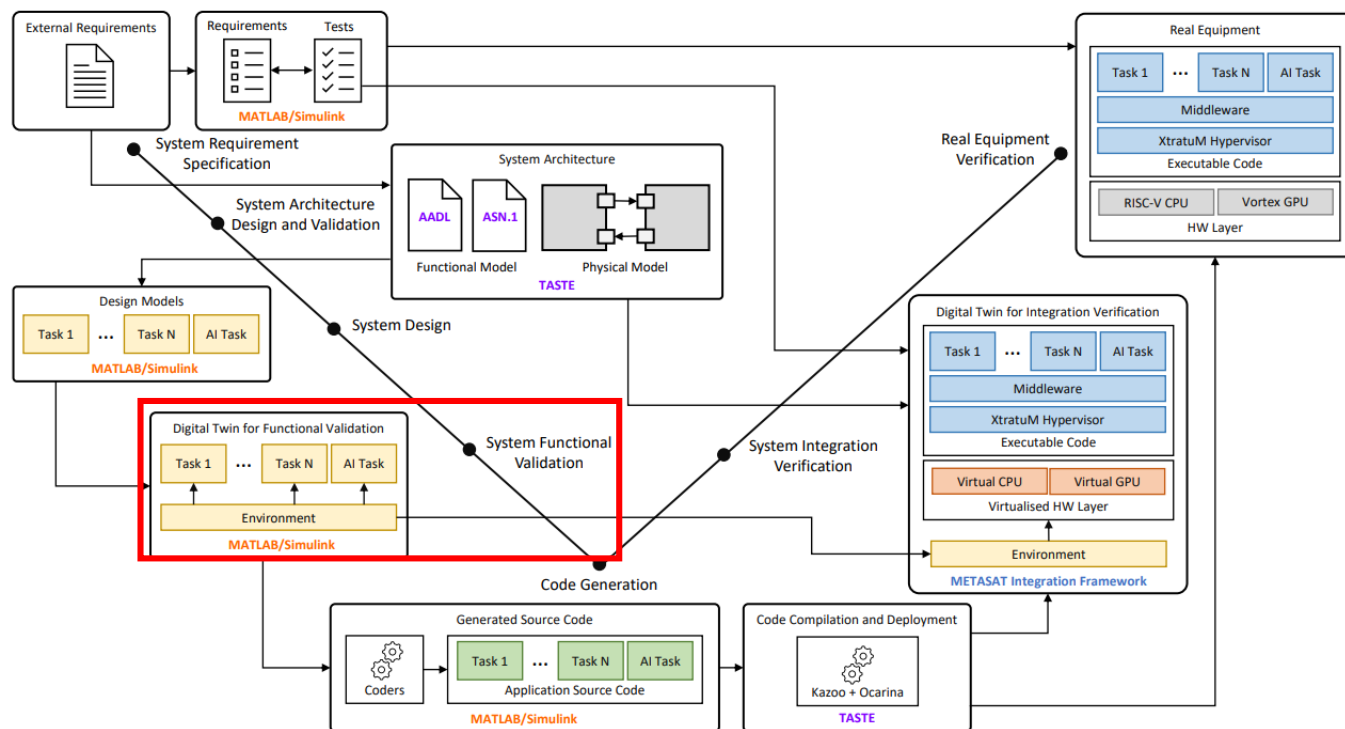 External Requirements
Requirements
Tests
MATLAB/Simulink
Real Equipment
Task 1
...
Task N
AI Task
Middleware
XtratuM Hypervisor
Executable Code
RISC-V CPU
Vortex GPU
HW Layer
System Requirement
Specification
Real Equipment
Verification
System Architecture
AADL
ASN.1
Functional Model
Physical Model
TASTE
System Architecture
Design and Validation
Design Models
Task 1
...
Task N
AI Task
MATLAB/Simulink
System Design
Digital Twin for Integration Verification
Task 1
...
Task N
AI Task
Middleware
XtratuM Hypervisor
Executable Code
Virtual CPU
Virtual GPU
Virtualised HW Layer
Environment
METASAT Integration Framework
Digital Twin for Functional Validation
Task 1
...
Task N
AI Task
Environment
MATLAB/Simulink
System Functional
Validation
System Integration
Verification
Code Generation
Generated Source Code
Coders
Task 1
...
Task N
AI Task
Application Source Code
MATLAB/Simulink
Code Compilation and Deployment
Kazoo + Ocarina
TASTE